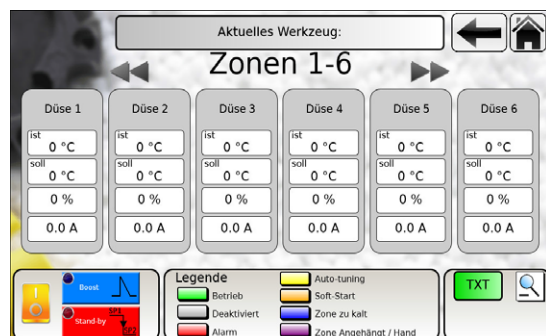 Aktuelles Werkzeug:
Zonen 1-6
Düse 1 Düse 2 Düse 3 Düse 4 Düse 5 Düse 6
ist ist ist ist ist ist
0 °C 0 °C 0 °C 0 °C 0 °C 0 °C
soll soll soll soll soll soll
0 °C 0 °C 0 °C 0 °C 0 °C 0 °C
0 % 0 % 0 % 0 % 0 % 0 %
0.0 A 0.0 A 0.0 A 0.0 A 0.0 A 0.0 A
Boost
Stand-by SP1 SP2
Legende
Betrieb Auto-tuning
Deaktiviert Soft-Start
Alarm Zone zu kalt
Zone Angehängt / Hand
TXT